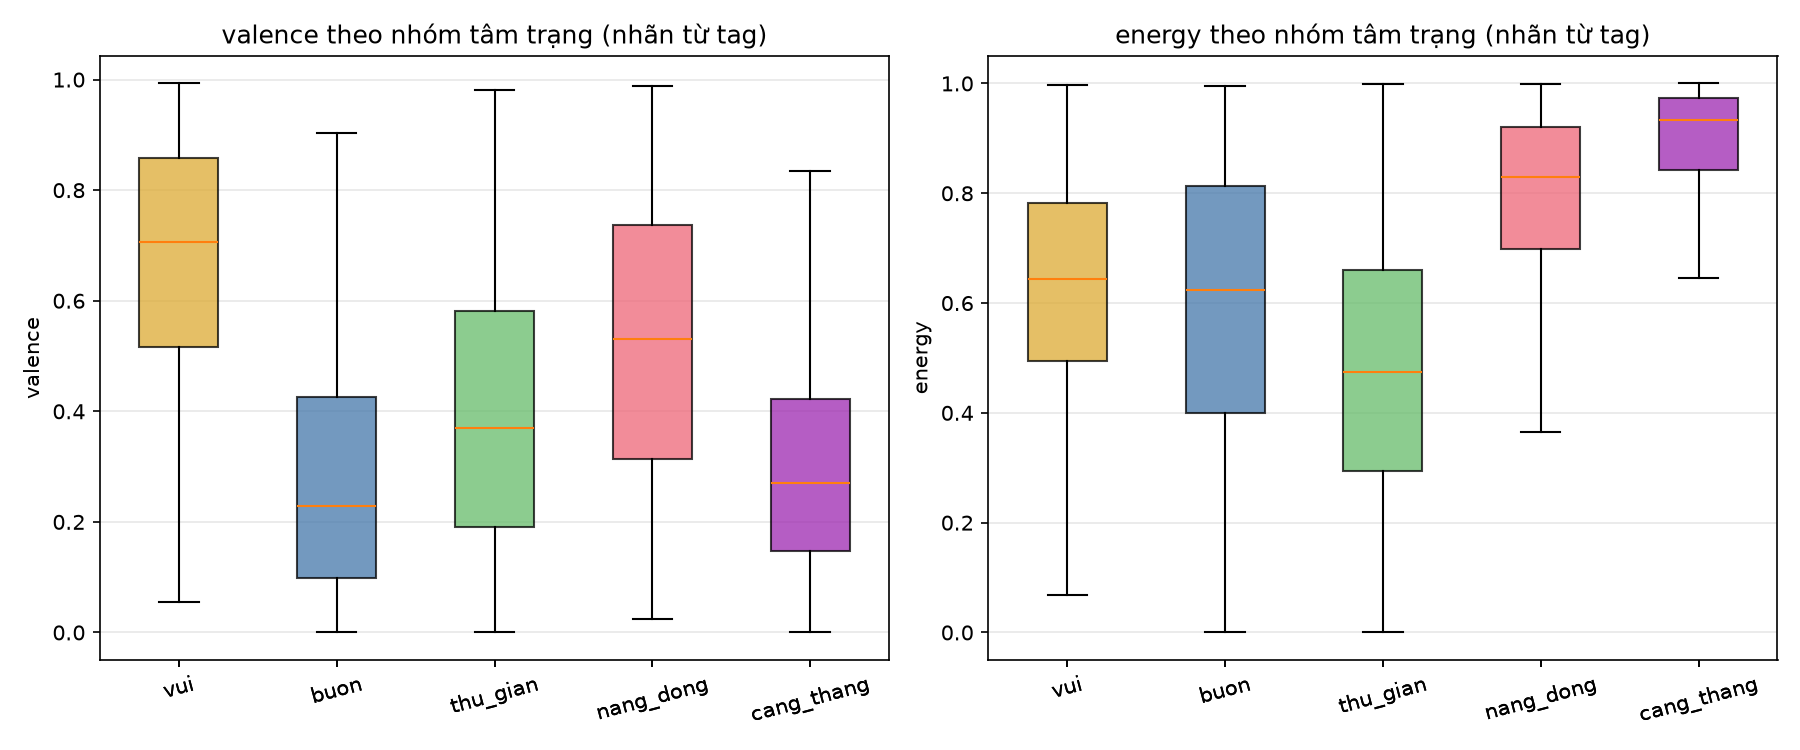 valence theo nhóm tâm trạng (nhãn từ tag)
valence
1.0
0.8
0.6
0.4
0.2
0.0
vui
buon
thu_gian
nang_dong
cang_thang
energy theo nhóm tâm trạng (nhãn từ tag)
energy
1.0
0.8
0.6
0.4
0.2
0.0
vui
buon
thu_gian
nang_dong
cang_thang